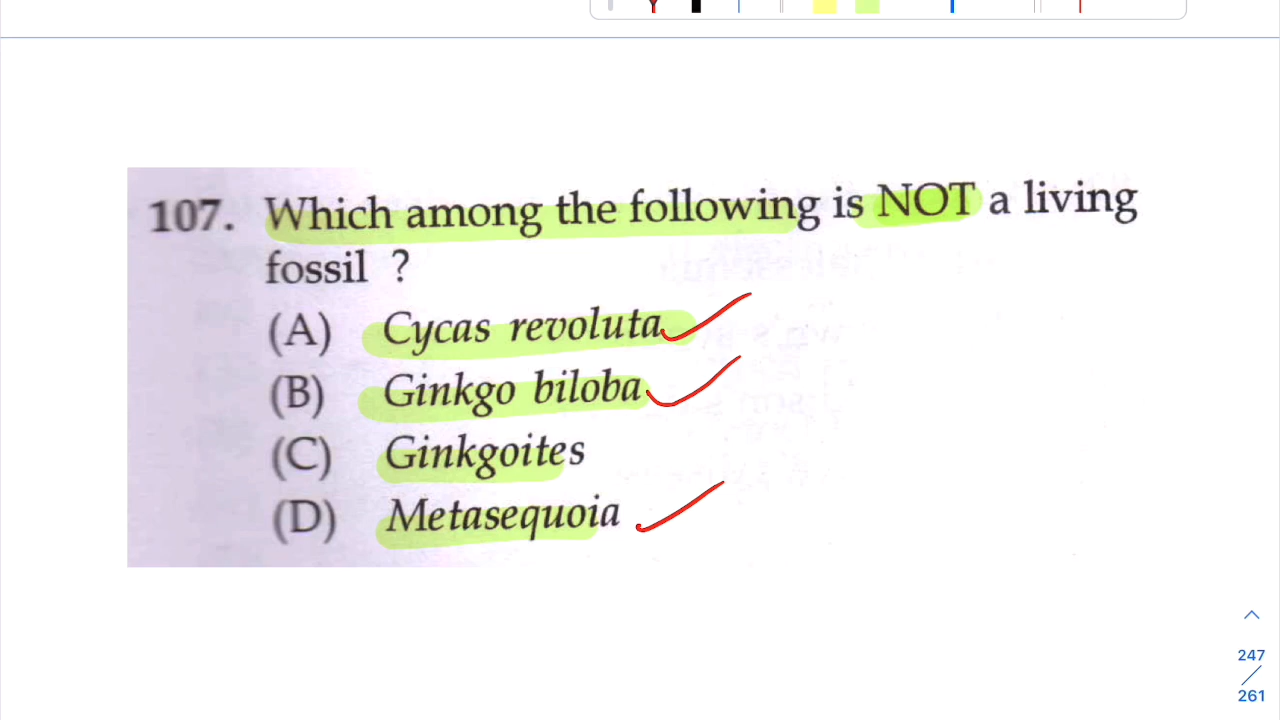 107. Which among the following is NOT a living
fossil ?
(A) Cycas revoluta
(B) Ginkgo biloba
(C) Ginkgoites
(D) Metasequoia
247
261